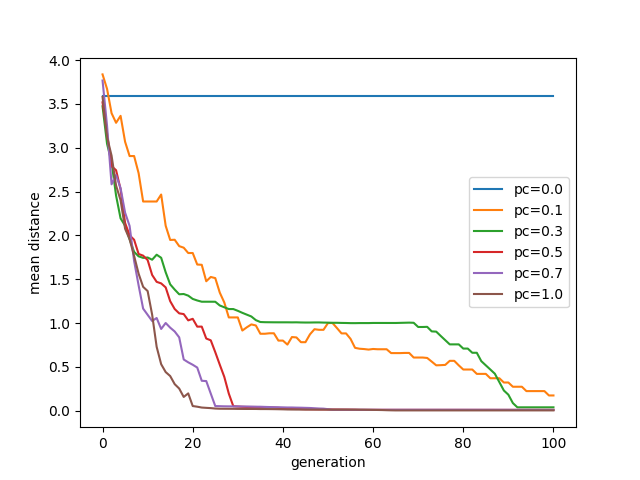 4.0
3.5
3.0
2.5
2.0
1.5
1.0
0.5
0.0
mean distance
pc=0.0
pc=0.1
pc=0.3
pc=0.5
pc=0.7
pc=1.0
0 20 40 60 80 100
generation